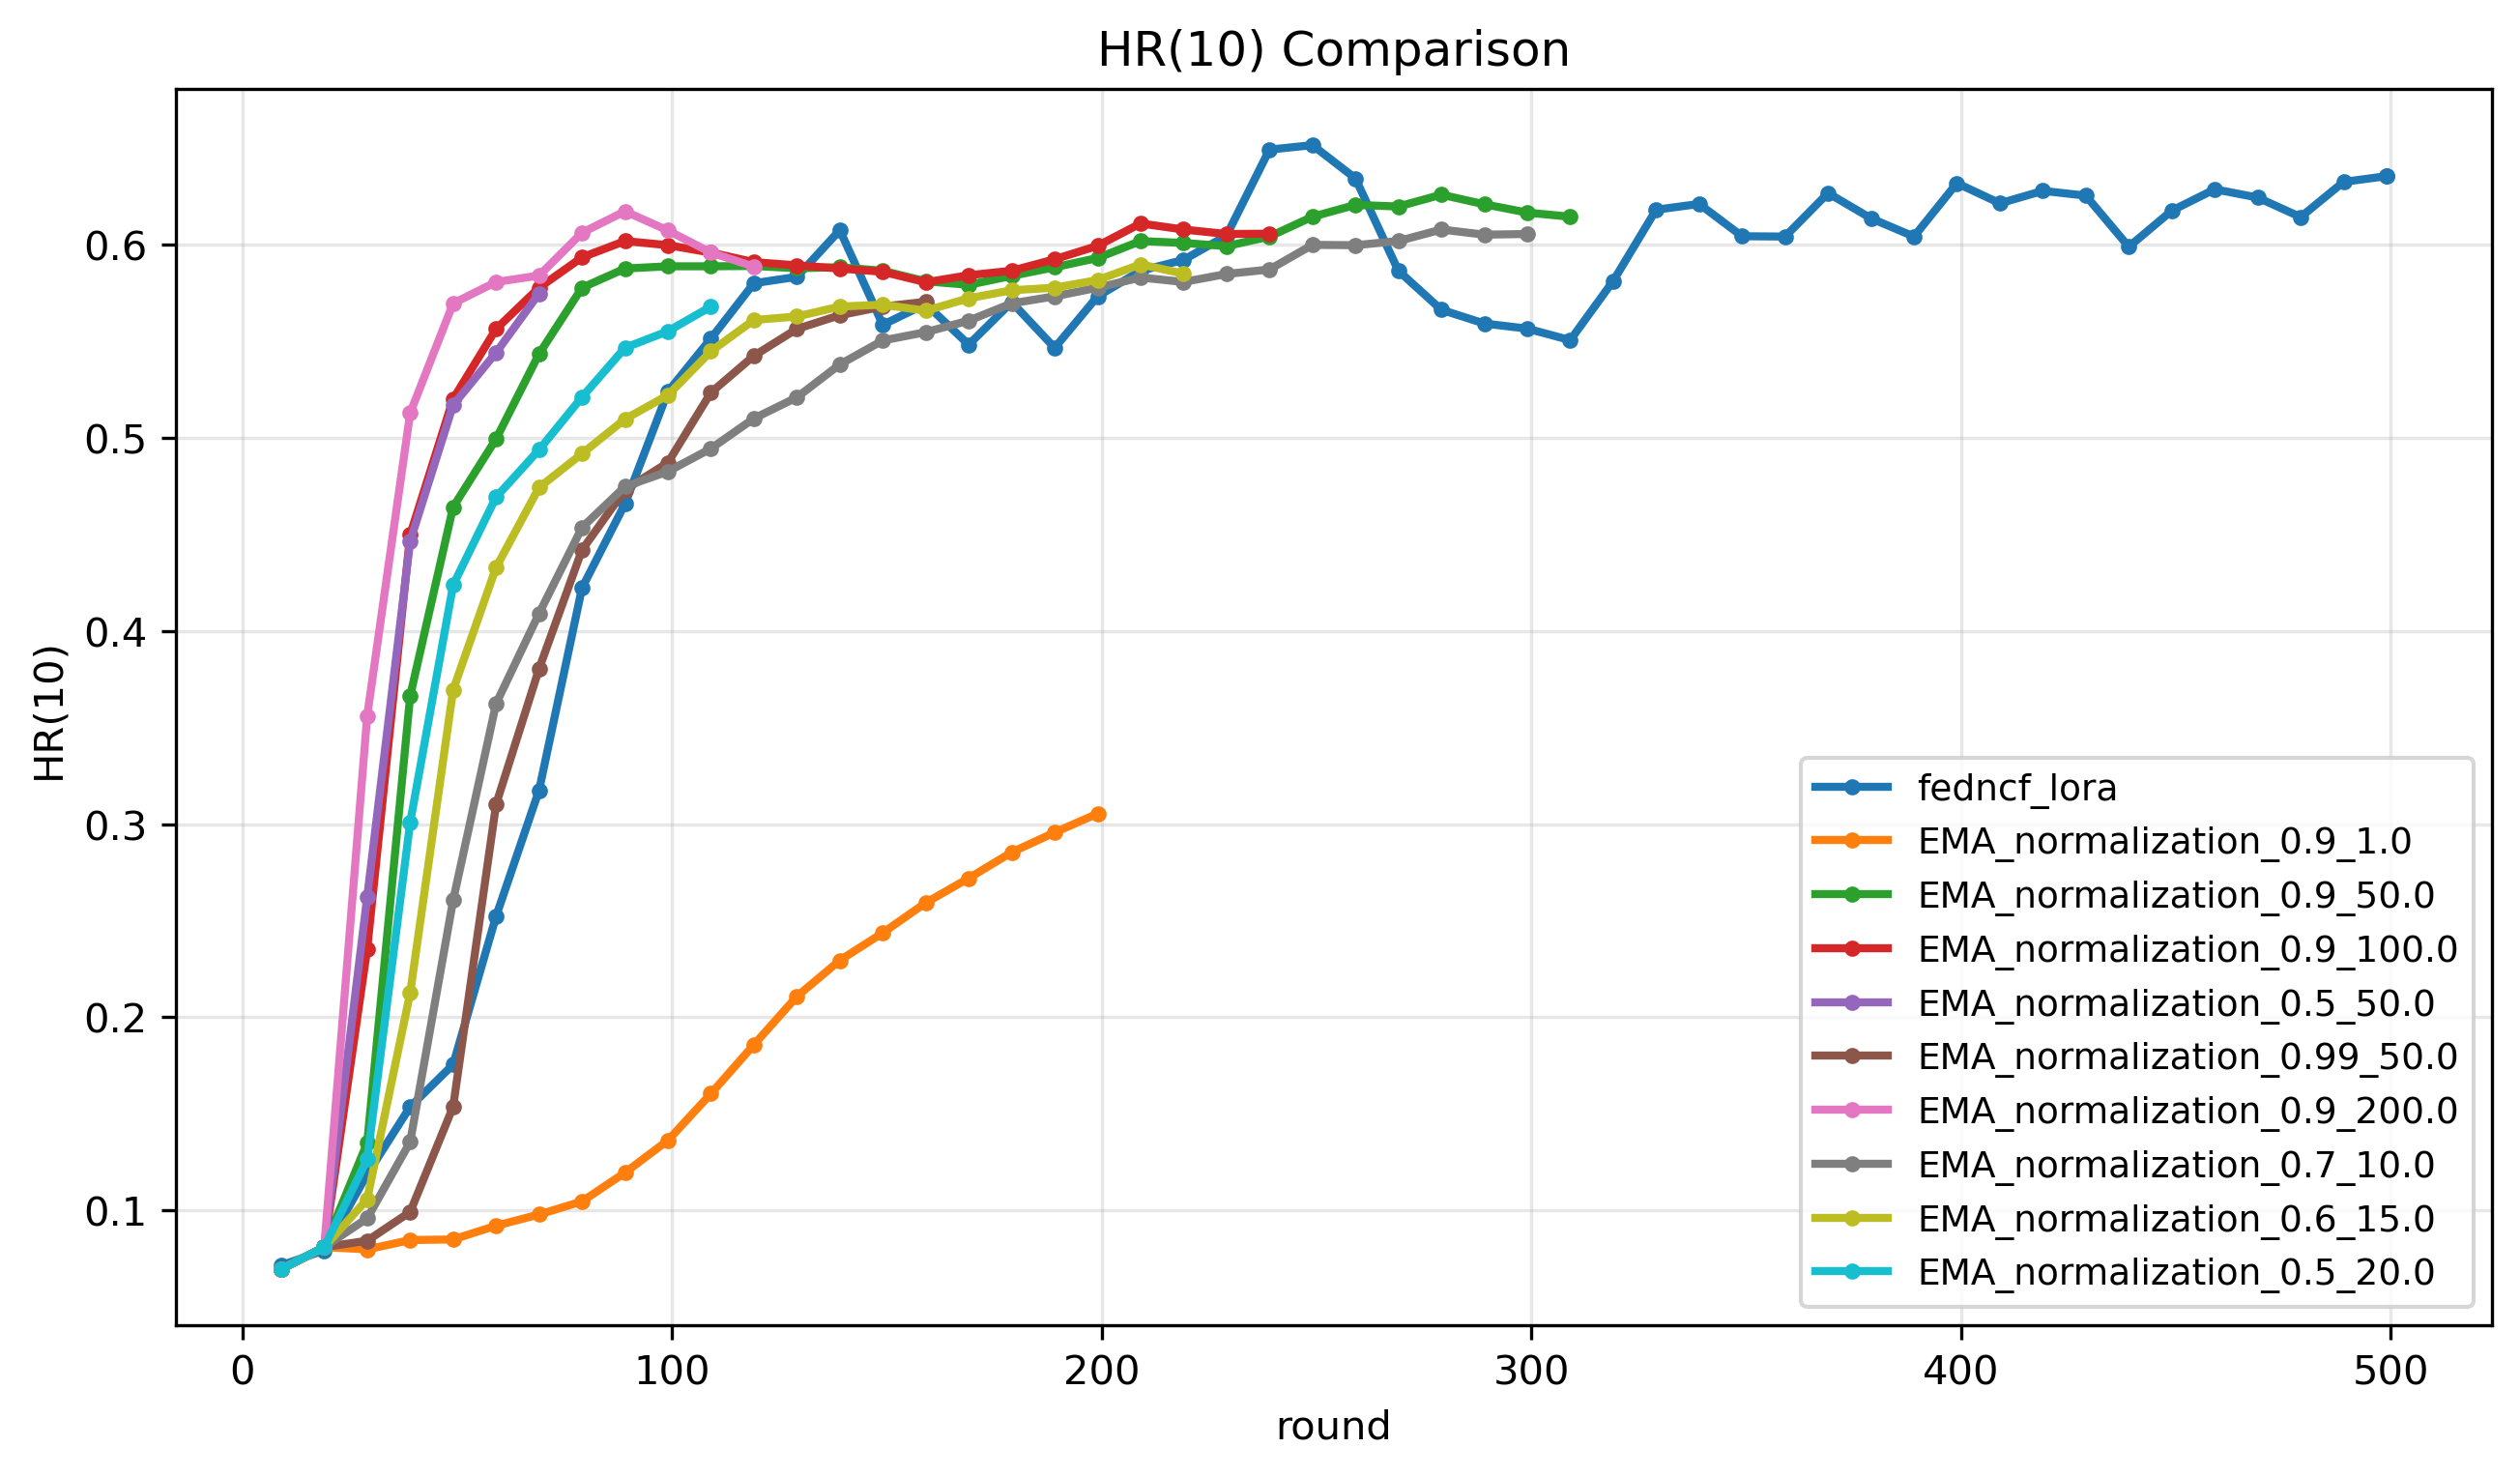 HR(10) Comparison
HR(10)
0.6
0.5
0.4
0.3
0.2
0.1
0 100 200 300 400 500
round
fedncf_lora
EMA_normalization_0.9_1.0
EMA_normalization_0.9_50.0
EMA_normalization_0.9_100.0
EMA_normalization_0.5_50.0
EMA_normalization_0.99_50.0
EMA_normalization_0.9_200.0
EMA_normalization_0.7_10.0
EMA_normalization_0.6_15.0
EMA_normalization_0.5_20.0